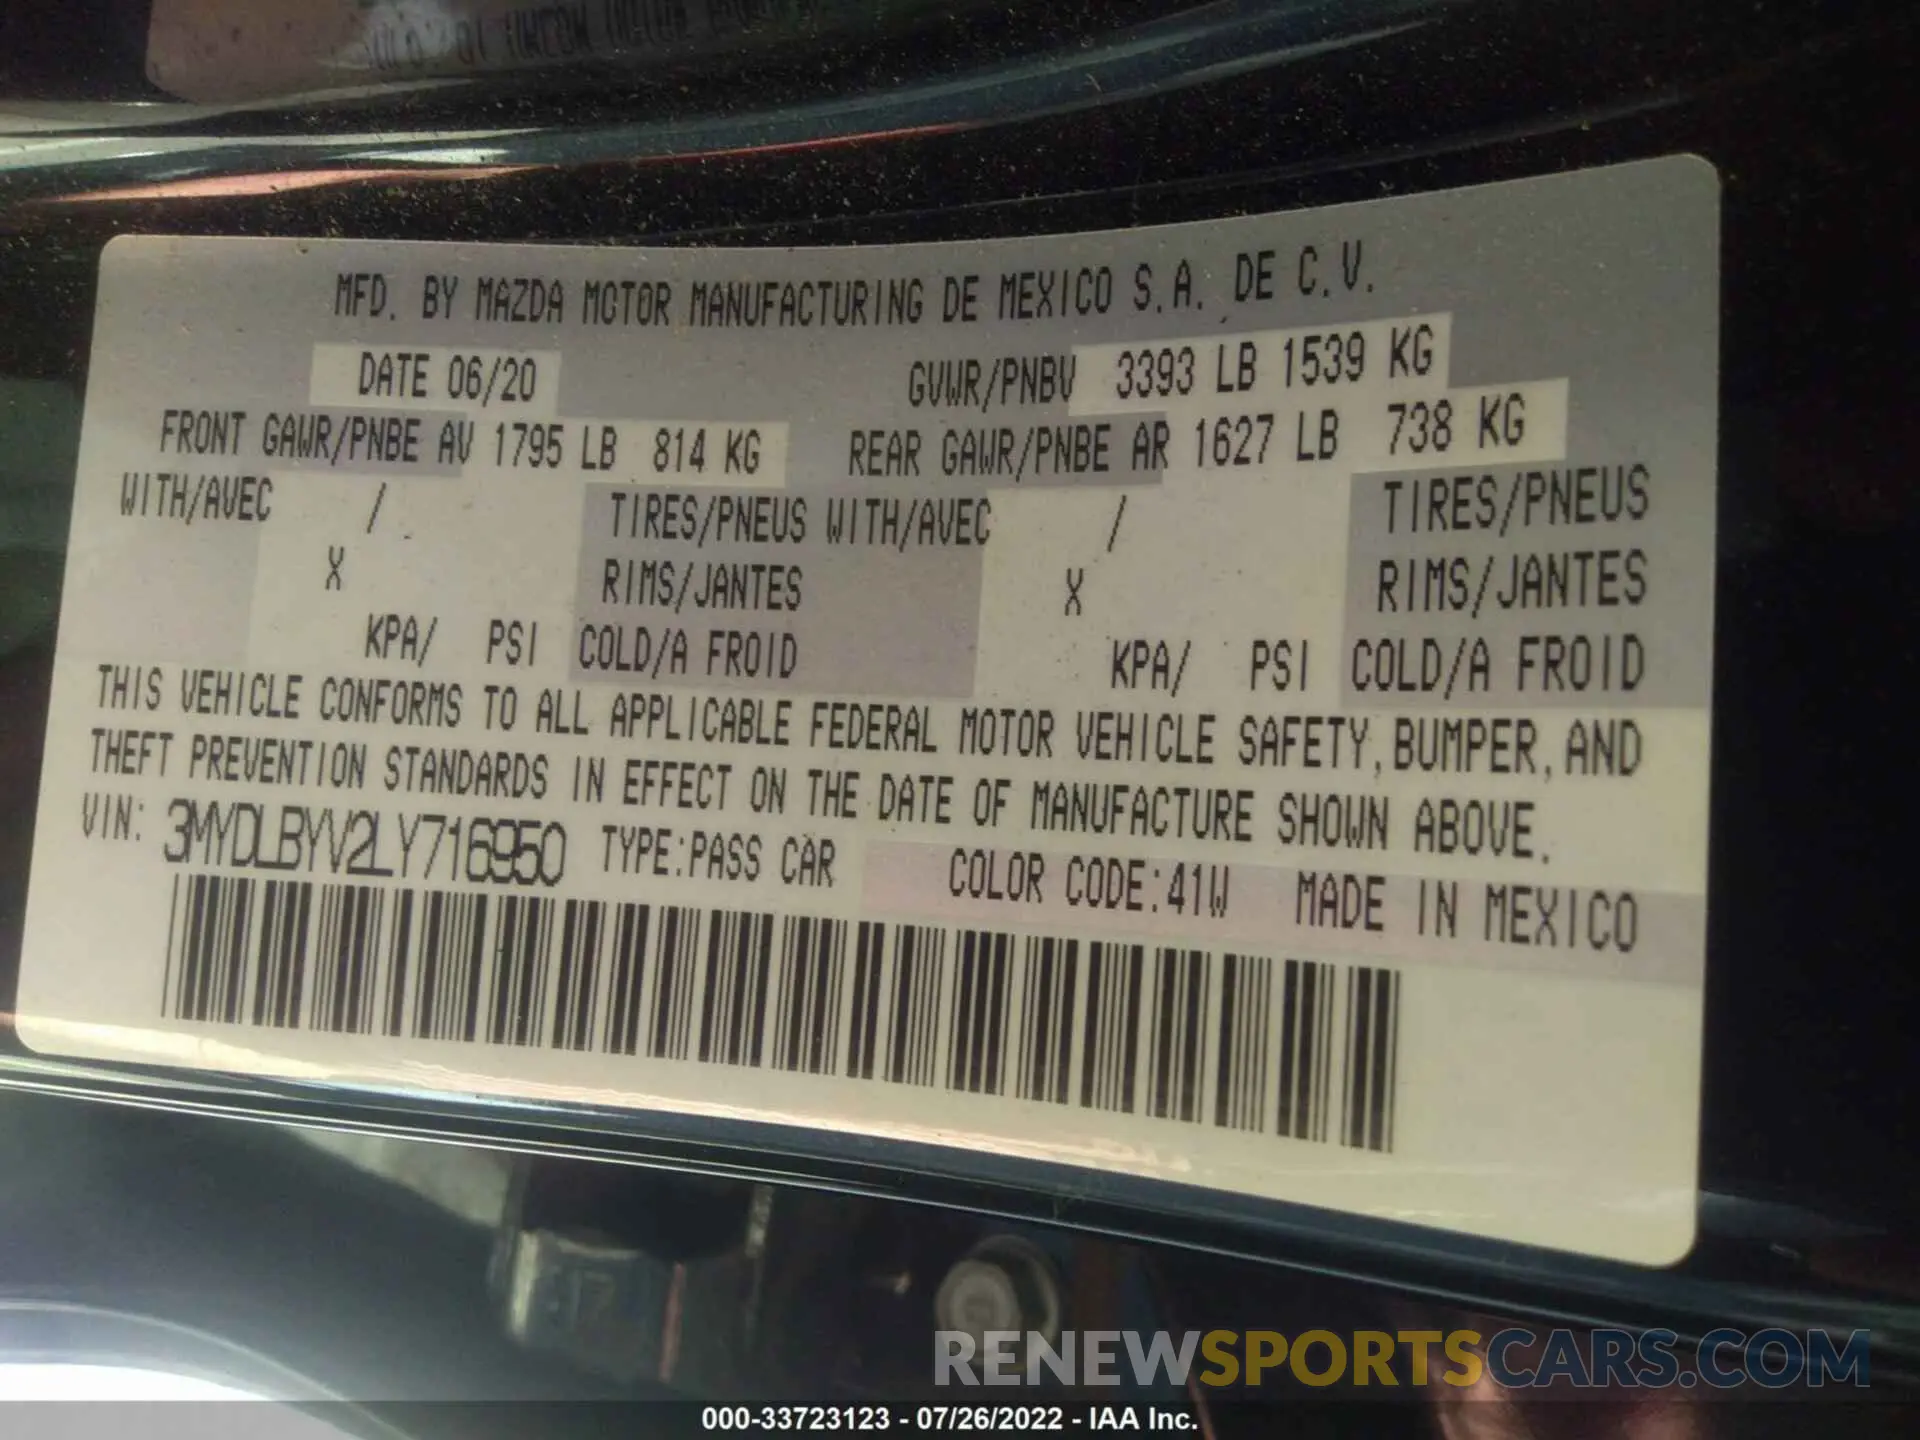 MFD. BY MAZDA MOTOR MANUFACTURING DE MEXICO S.A. DE C.V.
DATE 06/20 GVWR/PNBV 3393 LB 1539 KG
FRONT GAWR/PNBE AV 1795 LB 814 KG REAR GAWR/PNBE AR 1627 LB 738 KG
WITH/AVEC / TIRES/PNEUS WITH/AVEC / TIRES/PNEUS
X RIMS/JANTES X RIMS/JANTES
KPA/ PSI COLD/A FROID KPA/ PSI COLD/A FROID
THIS VEHICLE CONFORMS TO ALL APPLICABLE FEDERAL MOTOR VEHICLE SAFETY, BUMPER, AND
THEFT PREVENTION STANDARDS IN EFFECT ON THE DATE OF MANUFACTURE SHOWN ABOVE.
VIN: 3MYDLBYV2LY716950 TYPE:PASS CAR COLOR CODE:41W MADE IN MEXICO
RENEWSPORTSCARS.COM
000-33723123 - 07/26/2022 - IAA Inc.